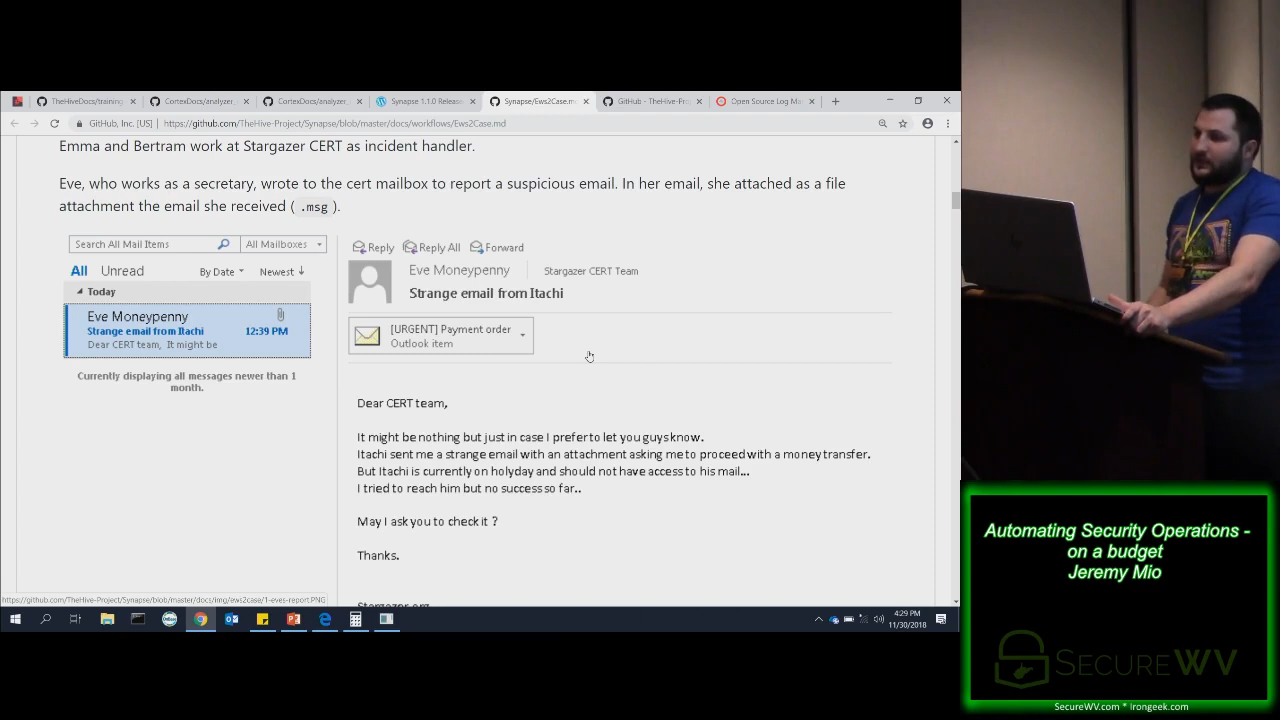 TheHiveDocs/training
CortexDocs/analyzer_
CortexDocs/analyzer_
Synapse 1.1.0 Release
Synapse/Ews2Case.m
GitHub - TheHive-Proj
Open Source Log Ma
GitHub, Inc. [US]
https://github.com/TheHive-Project/Synapse/blob/master/docs/workflows/Ews2Case.md
Emma and Bertram work at Stargazer CERT as incident handler.
Eve, who works as a secretary, wrote to the cert mailbox to report a suspicious email. In her email, she attached as a file
attachment the email she received ( .msg ).
Search All Mail Items
All Mailboxes
All Unread
By Date
Newest ↓
Today
Eve Moneypenny
Strange email from Itachi 12:39 PM
Dear CERT team, It might be
Currently displaying all messages newer than 1
month.
Reply Reply All Forward
Eve Moneypenny
Stargazer CERT Team
Strange email from Itachi
[URGENT] Payment order
Outlook item
Dear CERT team,
It might be nothing but just in case I prefer to let you guys know.
Itachi sent me a strange email with an attachment asking me to proceed with a money transfer.
But Itachi is currently on holyday and should not have access to his mail...
I tried to reach him but no success so far..
May I ask you to check it ?
Thanks.
Stargazer.org
https://github.com/TheHive-Project/Synapse/blob/master/docs/img/ews2case/1-eves-report.PNG
4:29 PM
11/30/2018
Automating Security Operations -
on a budget
Jeremy Mio
SECUREWV
SecureWV.com * Irongeek.com